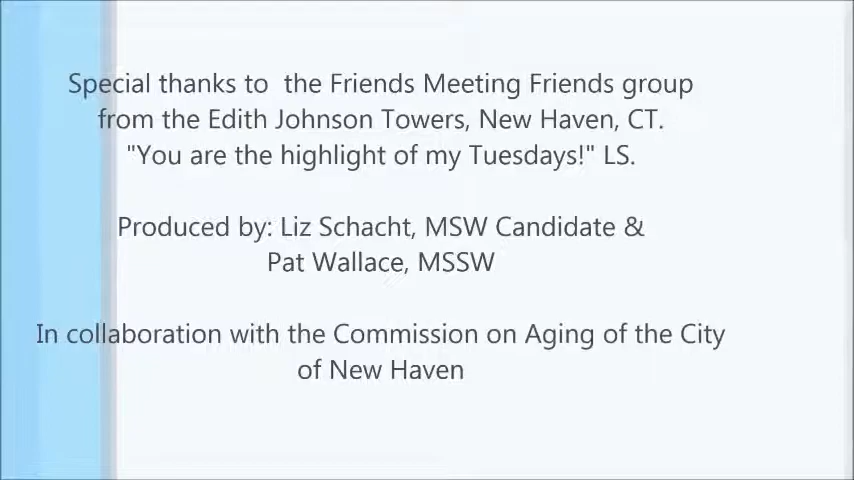 Special thanks to  the Friends Meeting Friends group
from the Edith Johnson Towers, New Haven, CT.
"You are the highlight of my Tuesdays!" LS.
Produced by: Liz Schacht, MSW Candidate &
Pat Wallace, MSSW
In collaboration with the Commission on Aging of the City
of New Haven